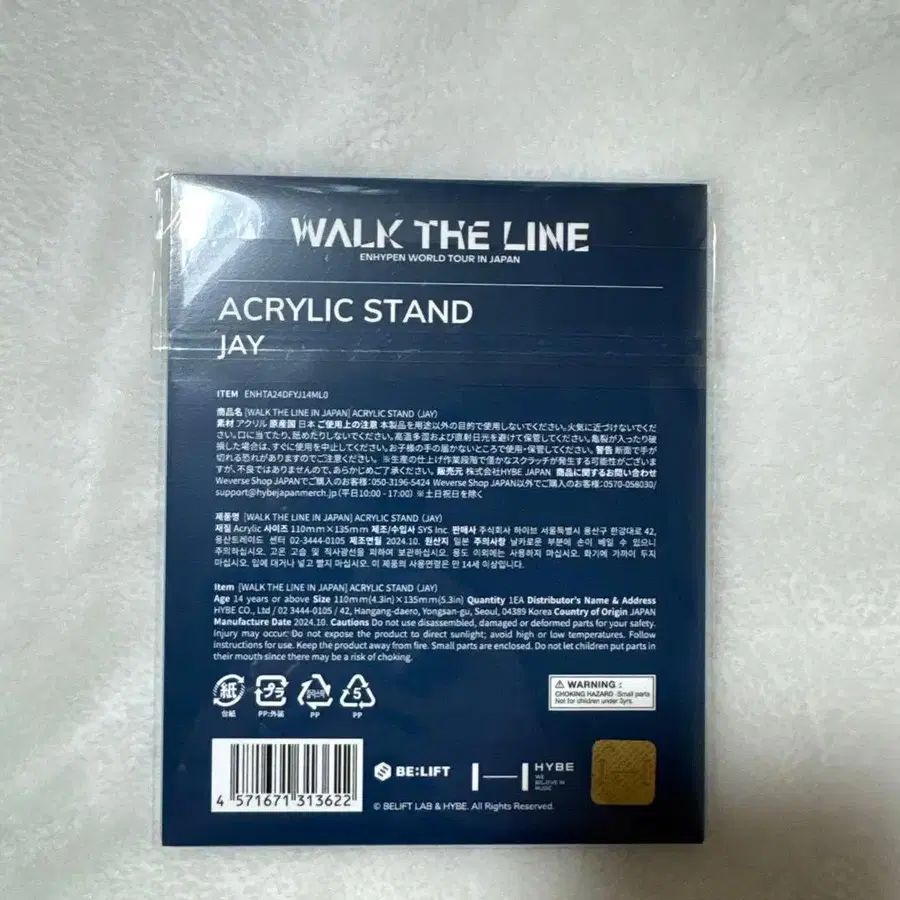 WALK THE LINE
ENHYPEN WORLD TOUR IN JAPAN
ACRYLIC STAND
JAY
ITEM ENHTA24DFYJ14ML0
商品名 [WALK THE LINE IN JAPAN] ACRYLIC STAND (JAY)
素材 アクリル 原産国 日本 ご使用上の注意 本製品を用途以外の目的で使用しないでください。火気に近づけないでくだ
さい。口に当てたり、舐めたりしないでください。高温多湿および直射日光を避けて保管してください。亀裂が入ったり破
損した場合は、すぐに使用を中止してください。お子様の手の届かないところで使用・保管してください。警告 断面で手が
切れる恐れがありますのでご注意ください。 ※生産の仕上げ作業段階で僅かなスクラッチが発生する可能性がございま
すが、不良ではありませんので、あらかじめご了承ください。販売元 株式会社HYBE JAPAN 商品に関するお問い合わせ
Weverse Shop JAPANでご購入のお客様:050-3196-5424 Weverse Shop JAPAN以外でご購入のお客様:0570-058030/
support@hybejapanmerch.jp (平日10:00 - 17:00) ※土日祝日を除く
제품명 [WALK THE LINE IN JAPAN] ACRYLIC STAND (JAY)
재질 Acrylic 사이즈 110mm×135mm 제조/수입사 SYS Inc. 판매사 주식회사 하이브 서울특별시 용산구 한강대로 42,
용산트레이드 센터 02-3444-0105 제조연월 2024.10. 원산지 일본 주의사항 날카로운 부분에 손이 베일 수 있으니
주의하십시오. 고온 고습 및 직사광선을 피하여 보관하십시오. 용도 이외에는 사용하지 마십시오. 화기에 가까이 두지
마십시오. 입에 대거나 넣고 빨지 마십시오. 이 제품의 사용연령은 만 14세 이상입니다.
Item [WALK THE LINE IN JAPAN] ACRYLIC STAND (JAY)
Age 14 years or above Size 110mm(4.3in)×135mm(5.3in) Quantity 1EA Distributor's Name & Address
HYBE CO., Ltd / 02 3444-0105 / 42, Hangang-daero, Yongsan-gu, Seoul, 04389 Korea Country of Origin JAPAN
Manufacture Date 2024.10. Cautions Do not use disassembled, damaged or deformed parts for your safety.
Injury may occur. Do not expose the product to direct sunlight; avoid high or low temperatures. Follow
instructions for use. Keep the product away from fire. Small parts are enclosed. Do not let children put parts in
their mouth since there may be a risk of choking.
紙 プラ 플라스틱 5
台紙 PP:外装 PP PP
WARNING :
CHOKING HAZARD -Small parts
Not for children under 3yrs.
4 571671 313622
BE:LIFT
HYBE
WE
BELIEVE IN
MUSIC
© BELIFT LAB & HYBE. All Rights Reserved.